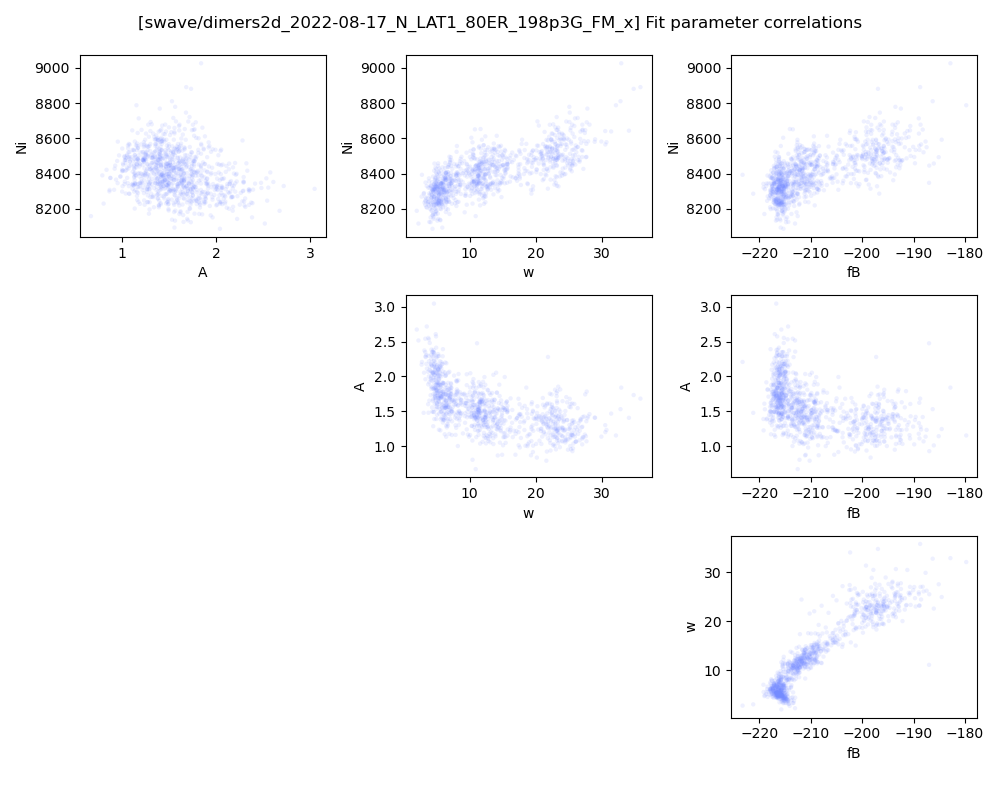 [swave/dimers2d_2022-08-17_N_LAT1_80ER_198p3G_FM_x] Fit parameter correlations
9000
8800
8600
8400
8200
Ni
1 2 3
A
9000
8800
8600
8400
8200
Ni
10 20 30
w
9000
8800
8600
8400
8200
Ni
−220 −210 −200 −190 −180
fB
3.0
2.5
2.0
1.5
1.0
A
10 20 30
w
3.0
2.5
2.0
1.5
1.0
A
−220 −210 −200 −190 −180
fB
30
20
10
w
−220 −210 −200 −190 −180
fB